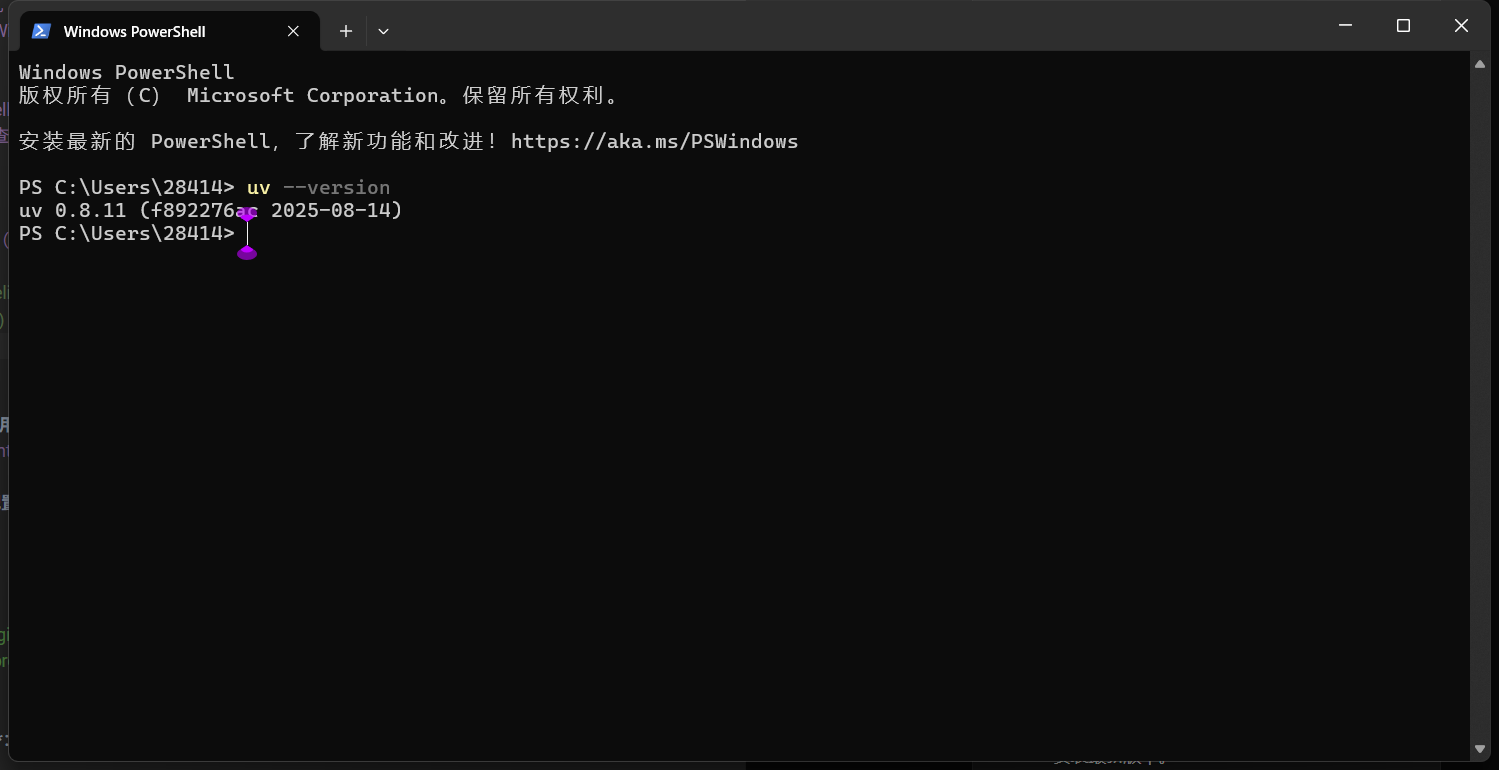 Windows PowerShell
Windows PowerShell
版权所有（C） Microsoft Corporation。保留所有权利。
安装最新的 PowerShell，了解新功能和改进！https://aka.ms/PSWindows
PS C:\Users\28414> uv --version
uv 0.8.11 (f892276ac 2025-08-14)
PS C:\Users\28414>